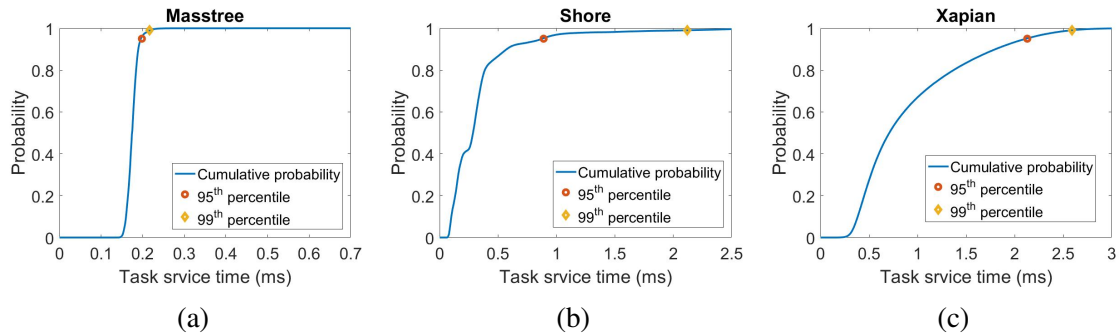 Masstree
1
0.8
0.6
0.4
0.2
0
Probability
0 0.1 0.2 0.3 0.4 0.5 0.6 0.7
Task srvice time (ms)
Cumulative probability
95th percentile
99th percentile
(a)
Shore
1
0.8
0.6
0.4
0.2
0
Probability
0 0.5 1 1.5 2 2.5
Task srvice time (ms)
Cumulative probability
95th percentile
99th percentile
(b)
Xapian
1
0.8
0.6
0.4
0.2
0
Probability
0 0.5 1 1.5 2 2.5 3
Task srvice time (ms)
Cumulative probability
95th percentile
99th percentile
(c)